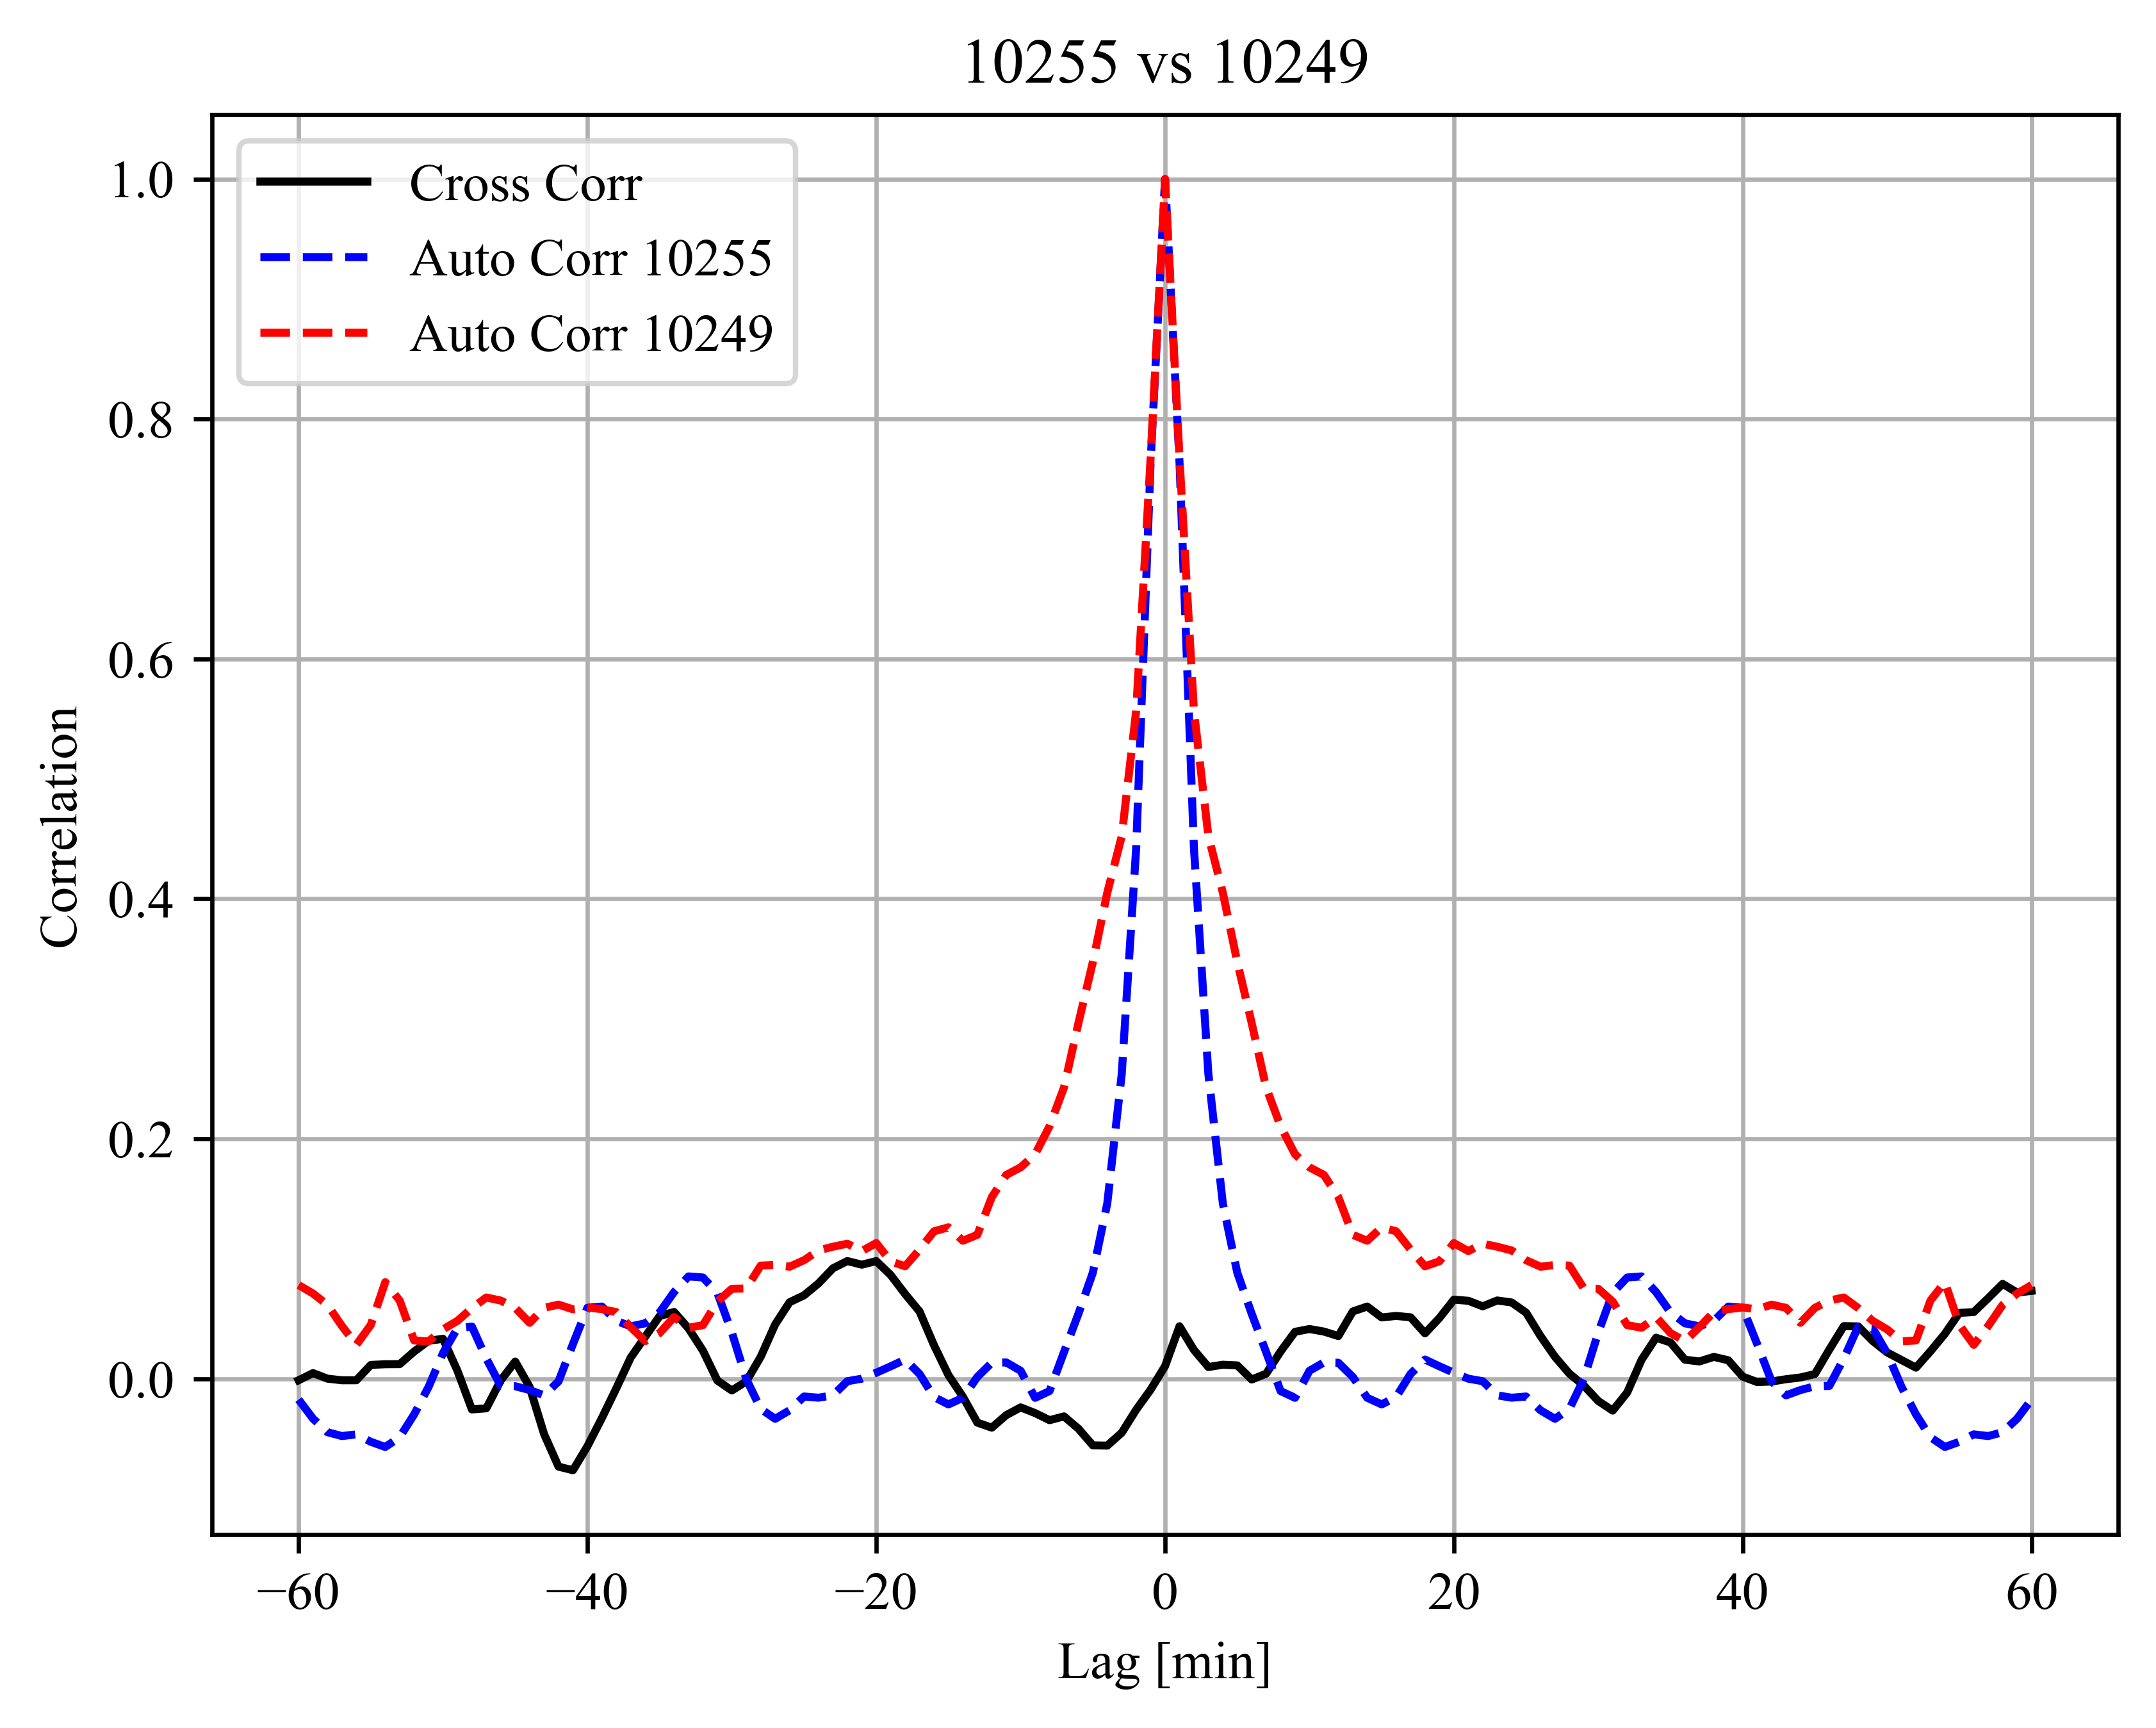 10255 vs 10249
Cross Corr
Auto Corr 10255
Auto Corr 10249
1.0
0.8
0.6
0.4
0.2
0.0
Correlation
−60 −40 −20 0 20 40 60
Lag [min]